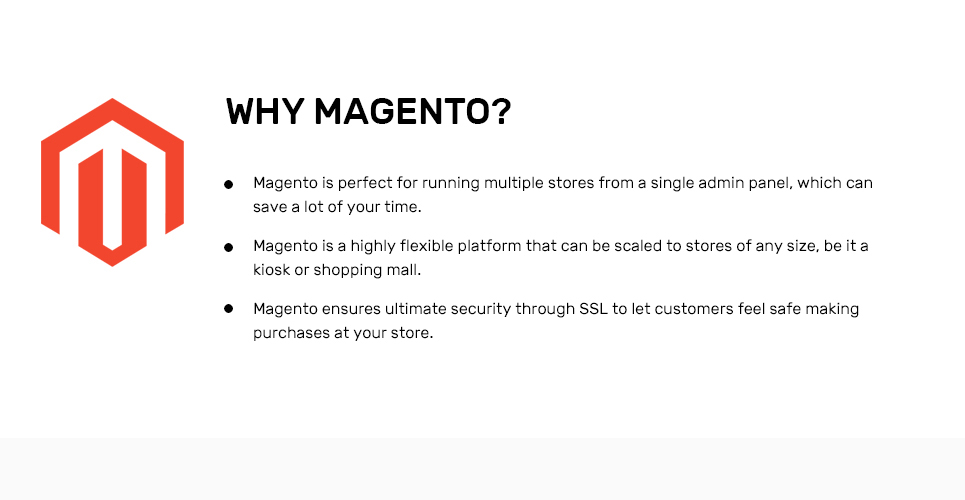 WHY MAGENTO?
Magento is perfect for running multiple stores from a single admin panel, which can
save a lot of your time.
Magento is a highly flexible platform that can be scaled to stores of any size, be it a
kiosk or shopping mall.
Magento ensures ultimate security through SSL to let customers feel safe making
purchases at your store.